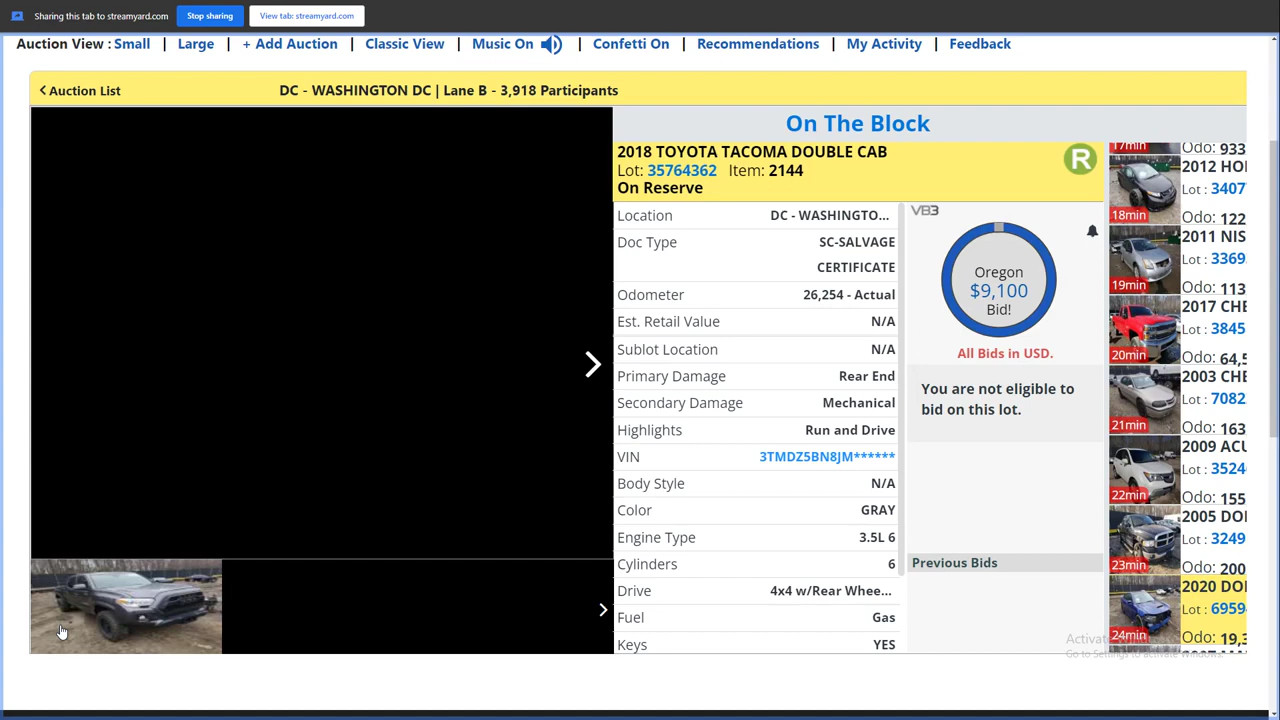 Sharing this tab to streamyard.com
Stop sharing
View tab: streamyard.com
Auction View : Small | Large | + Add Auction | Classic View | Music On | Confetti On | Recommendations | My Activity | Feedback
Auction List
DC - WASHINGTON DC | Lane B - 3,918 Participants
On The Block
2018 TOYOTA TACOMA DOUBLE CAB
Lot: 35764362 Item: 2144
On Reserve
R
Location DC - WASHINGTO...
Doc Type SC-SALVAGE
CERTIFICATE
Odometer 26,254 - Actual
Est. Retail Value N/A
Sublot Location N/A
Primary Damage Rear End
Secondary Damage Mechanical
Highlights Run and Drive
VIN 3TMDZ5BN8JM******
Body Style N/A
Color GRAY
Engine Type 3.5L 6
Cylinders 6
Drive 4x4 w/Rear Whee...
Fuel Gas
Keys YES
VB3
Oregon
$9,100
Bid!
All Bids in USD.
You are not eligible to
bid on this lot.
Previous Bids
17min
Odo: 933
2012 HO
Lot : 3407
18min
Odo: 122
2011 NIS
Lot : 3369
19min
Odo: 113
2017 CHE
Lot : 3845
20min
Odo: 64,5
2003 CHE
Lot : 7082
21min
Odo: 163
2009 ACU
Lot : 3524
22min
Odo: 155
2005 DO
Lot : 3249
23min
Odo: 200
2020 DO
Lot : 6959
24min
Odo: 19,3
Go to Settings to activate Windows.